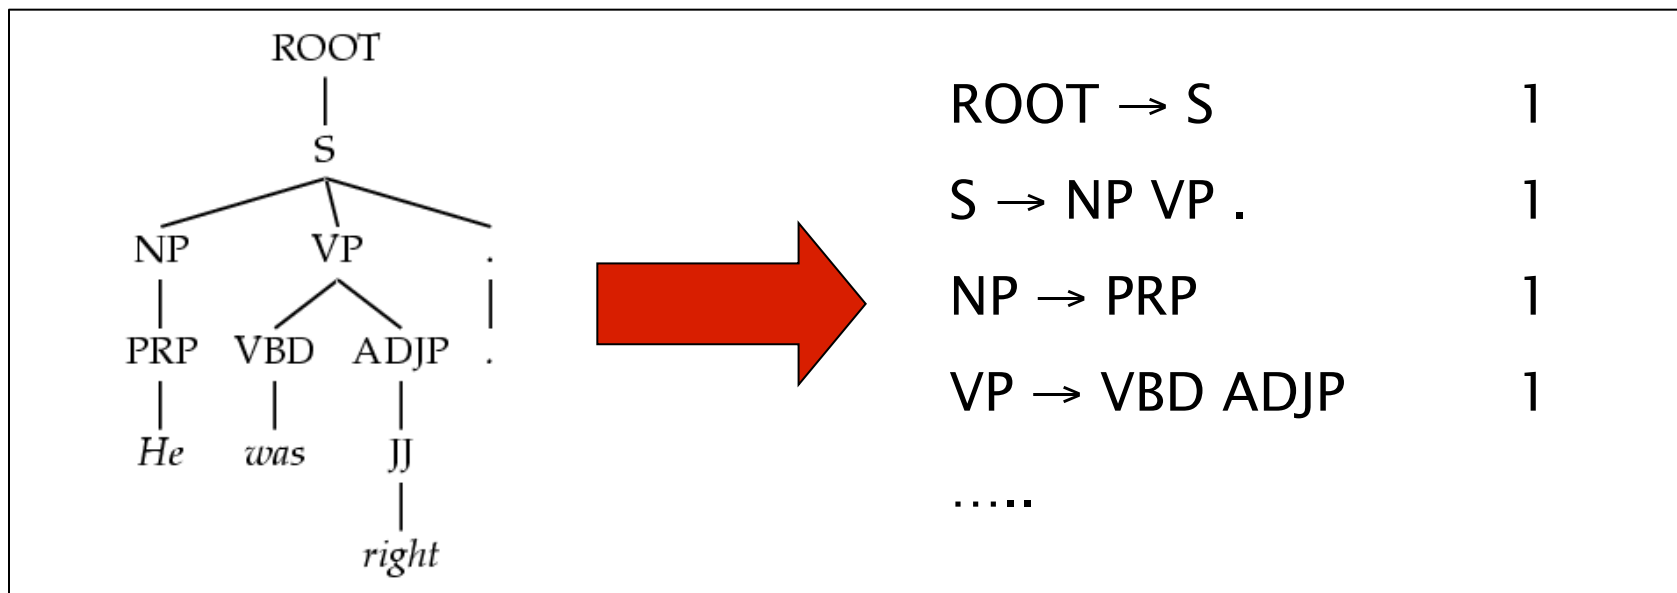 ROOT
S
NP VP .
PRP VBD ADJP .
He was JJ
right
ROOT → S 1
S → NP VP . 1
NP → PRP 1
VP → VBD ADJP 1
…..